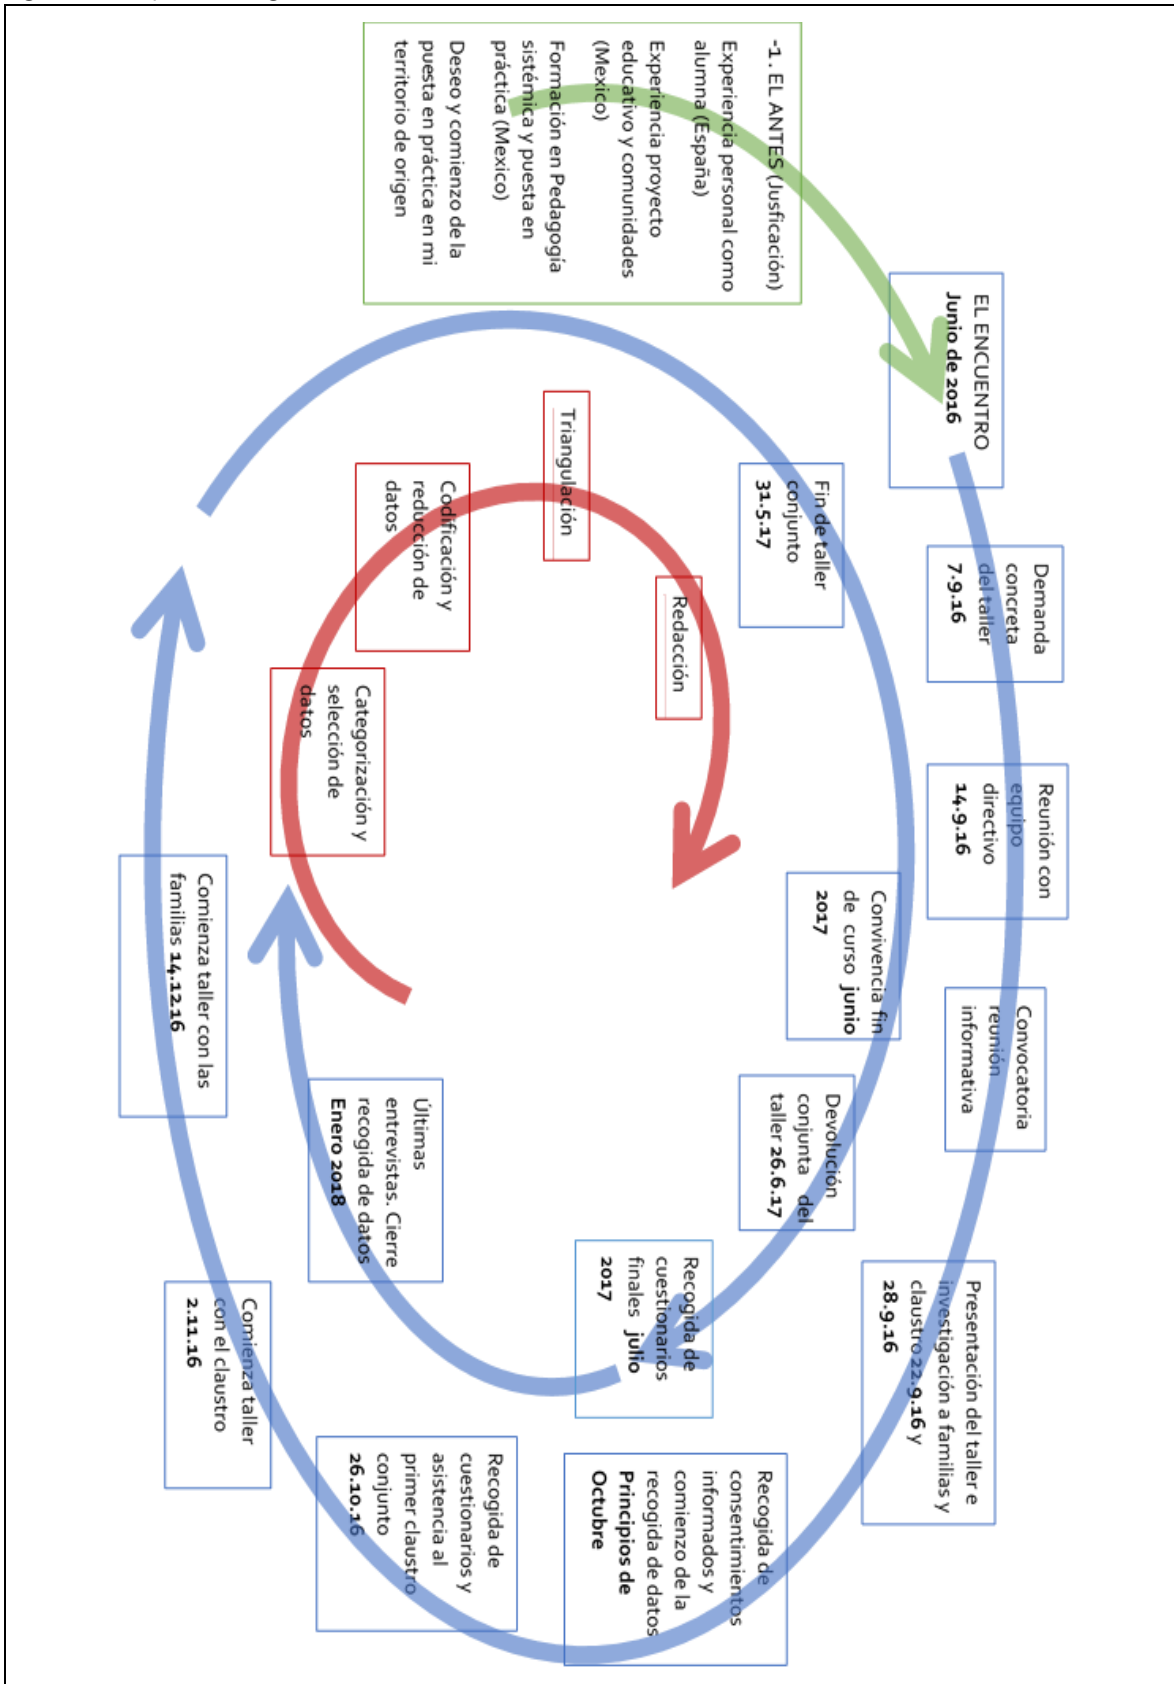 -1. EL ANTES (Jusficación)
Experiencia personal como
alumna (España)
Experiencia proyecto
educativo y comunidades
(Mexico)
Formación en Pedagogía
sistémica y puesta en
práctica (Mexico)
Deseo y comienzo de la
puesta en práctica en mi
territorio de origen
EL ENCUENTRO
Junio de 2016
Demanda
concreta
del taller
7.9.16
Reunión con
equipo
directivo
14.9.16
Convocatoria
reunión
informativa
Presentación del taller e
investigación a familias y
claustro 22.9.16 y
28.9.16
Recogida de
consentimientos
informados y
comienzo de la
recogida de datos
Principios de
Octubre
Recogida de
cuestionarios y
asistencia al
primer claustro
conjunto
26.10.16
Comienza taller
con el claustro
2.11.16
Comienza taller con las
familias 14.12.16
Fin de taller
conjunto
31.5.17
Convivencia fin
de curso junio
2017
Devolución
conjunta del
taller 26.6.17
Recogida de
cuestionarios
finales julio
2017
Últimas
entrevistas. Cierre
recogida de datos
Enero 2018
Categorización y
selección de
datos
Codificación y
reducción de
datos
Triangulación
Redacción